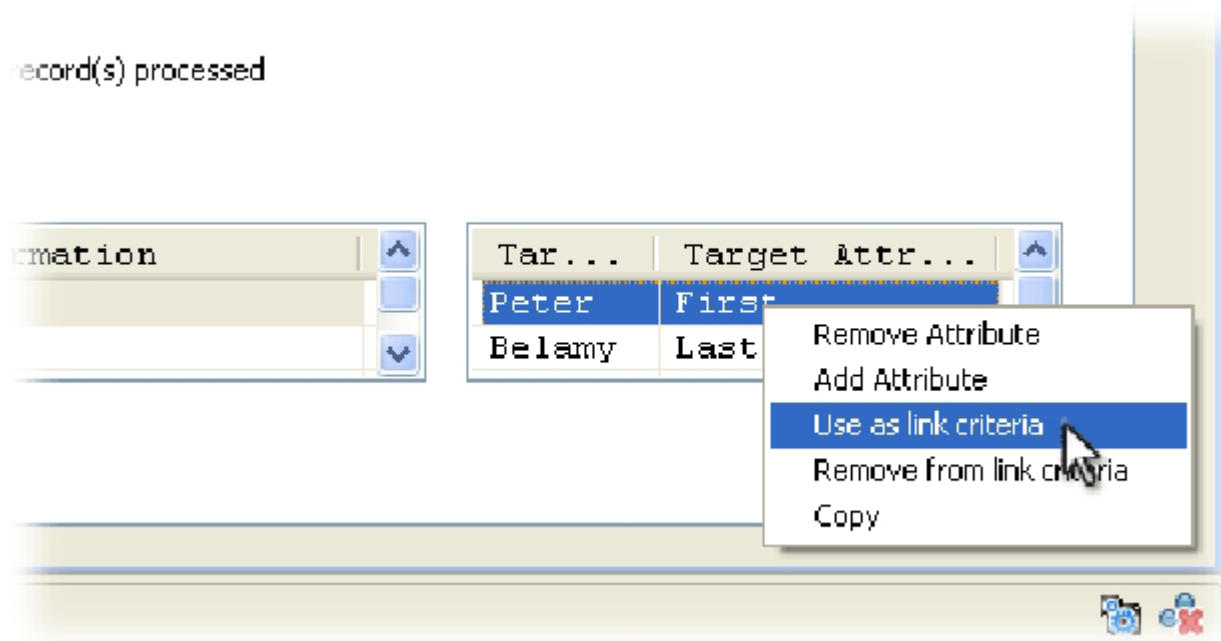 record(s) processed
rmation
Tar... Target Attr...
Peter First
Belamy Last
Remove Attribute
Add Attribute
Use as link criteria
Remove from link criteria
Copy